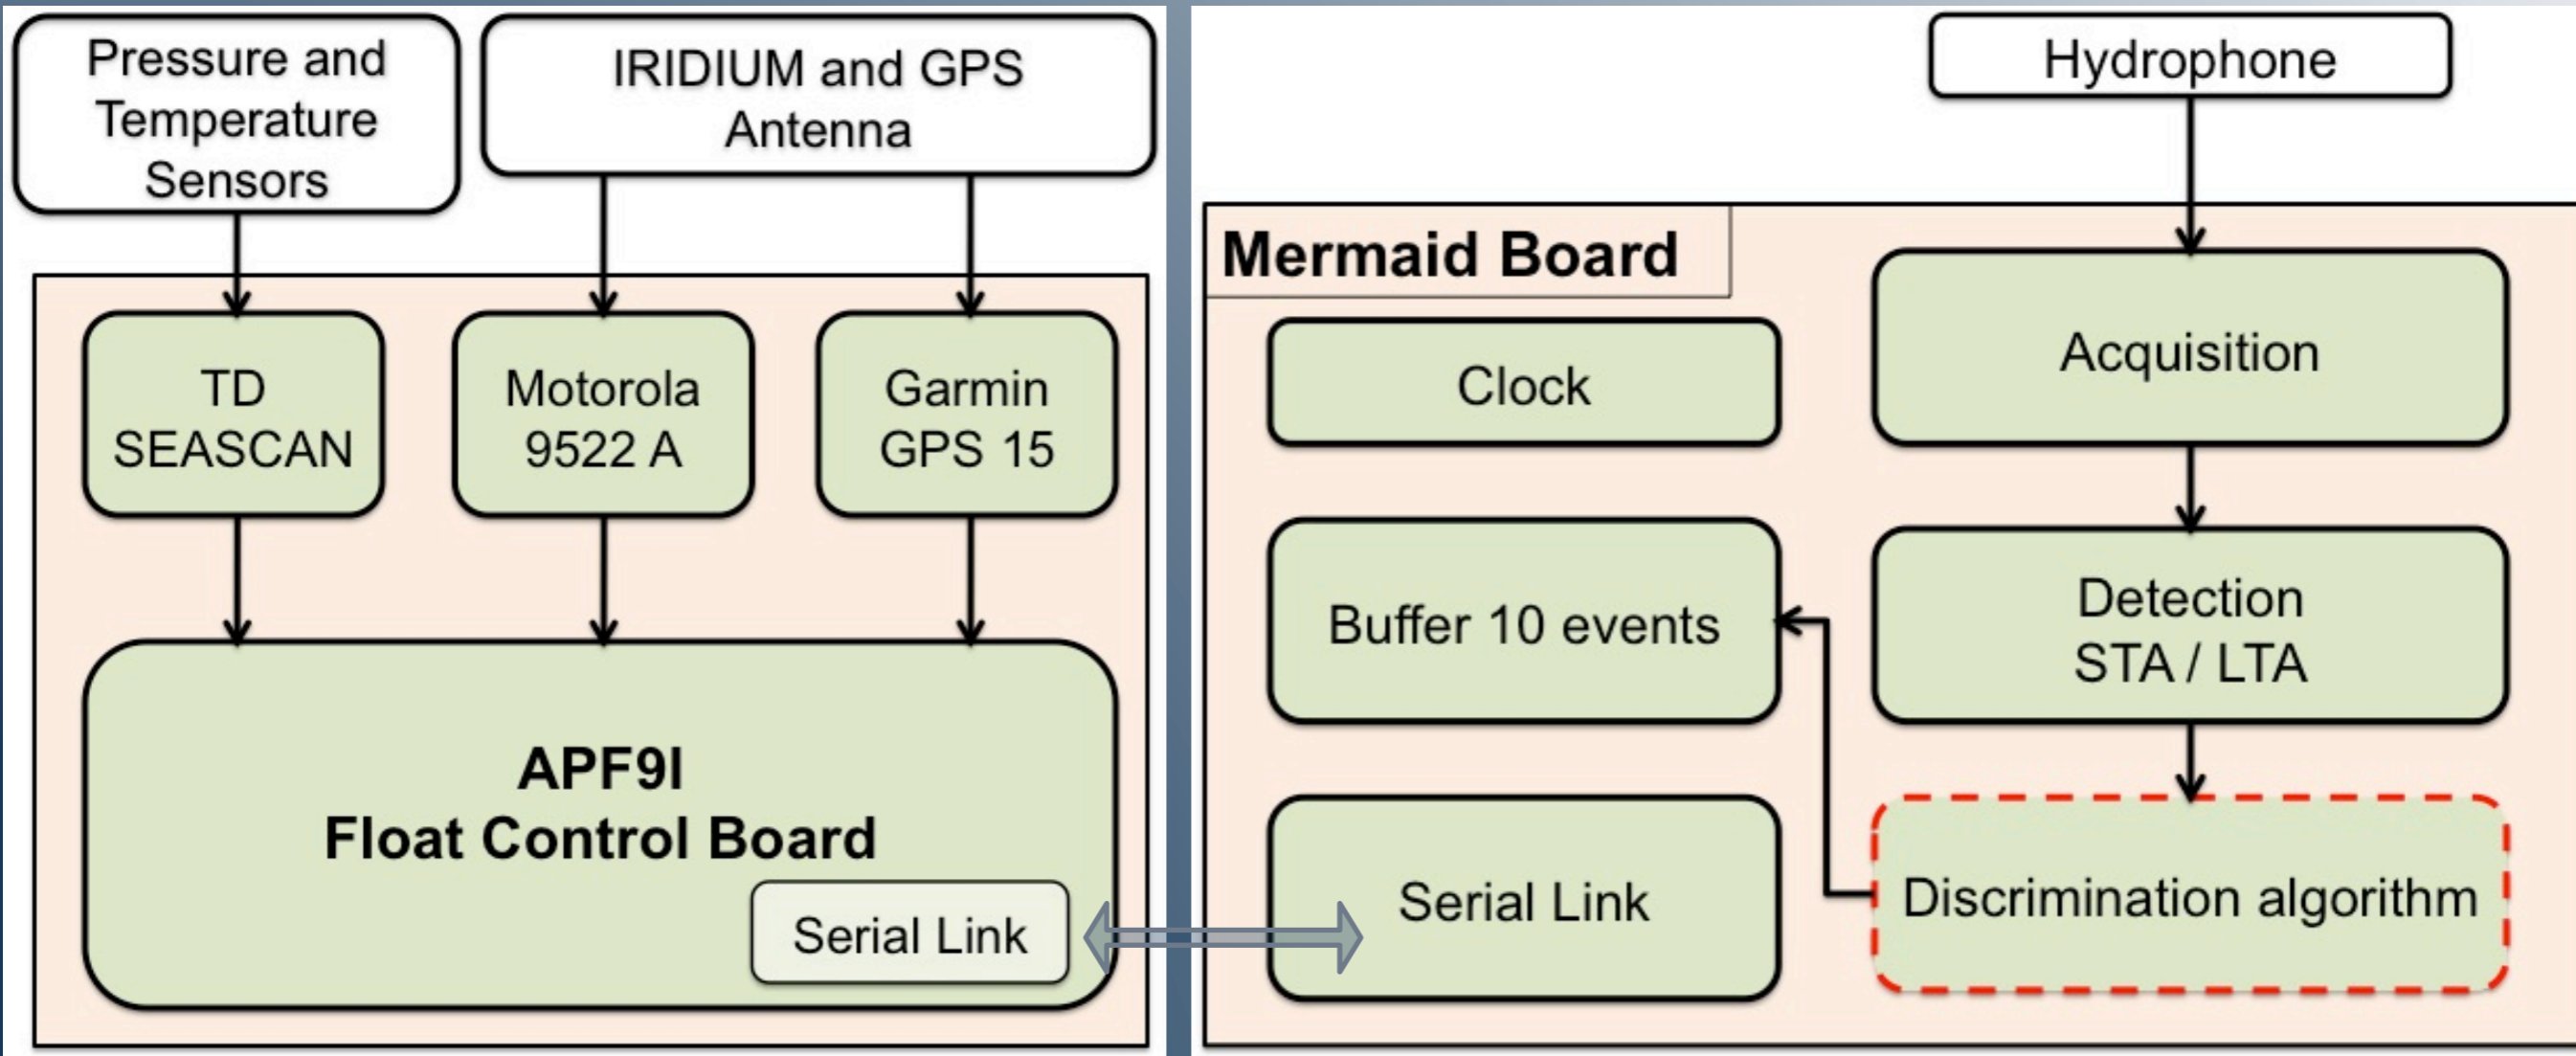 Pressure and
Temperature
Sensors
IRIDIUM and GPS
Antenna
TD
SEASCAN
Motorola
9522 A
Garmin
GPS 15
APF9I
Float Control Board
Serial Link
Hydrophone
Mermaid Board
Clock
Acquisition
Buffer 10 events
Detection
STA / LTA
Serial Link
Discrimination algorithm